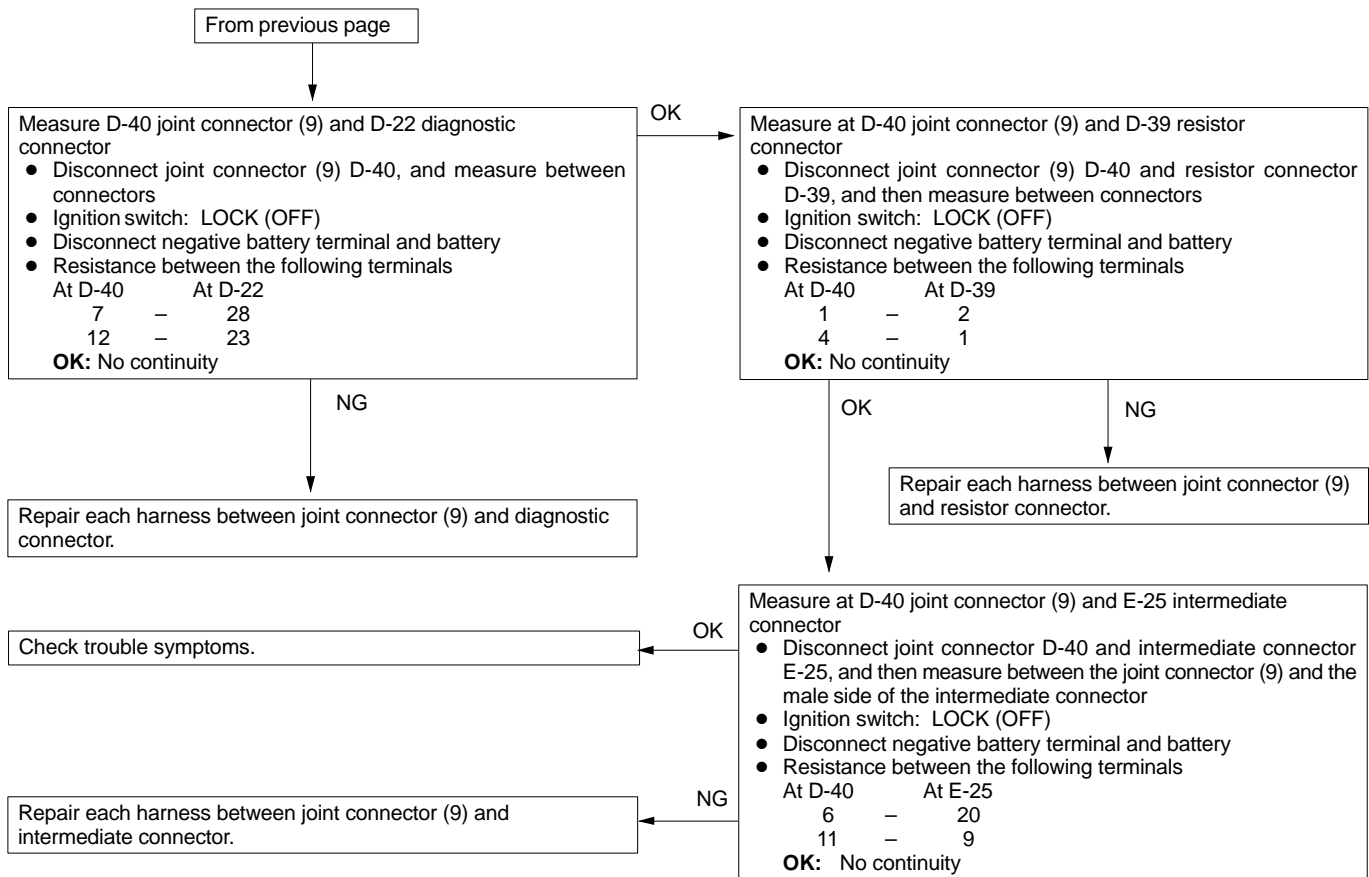 From previous page
Measure D-40 joint connector (9) and D-22 diagnostic
connector
● Disconnect joint connector (9) D-40, and measure between
connectors
● Ignition switch: LOCK (OFF)
● Disconnect negative battery terminal and battery
● Resistance between the following terminals
At D-40 At D-22
7 – 28
12 – 23
OK: No continuity
OK
Measure at D-40 joint connector (9) and D-39 resistor
connector
● Disconnect joint connector (9) D-40 and resistor connector
D-39, and then measure between connectors
● Ignition switch: LOCK (OFF)
● Disconnect negative battery terminal and battery
● Resistance between the following terminals
At D-40 At D-39
1 – 2
4 – 1
OK: No continuity
NG
OK
NG
Repair each harness between joint connector (9)
and resistor connector.
Repair each harness between joint connector (9) and diagnostic
connector.
Measure at D-40 joint connector (9) and E-25 intermediate
connector
● Disconnect joint connector D-40 and intermediate connector
E-25, and then measure between the joint connector (9) and the
male side of the intermediate connector
● Ignition switch: LOCK (OFF)
● Disconnect negative battery terminal and battery
● Resistance between the following terminals
At D-40 At E-25
6 – 20
11 – 9
OK: No continuity
OK
Check trouble symptoms.
NG
Repair each harness between joint connector (9) and
intermediate connector.